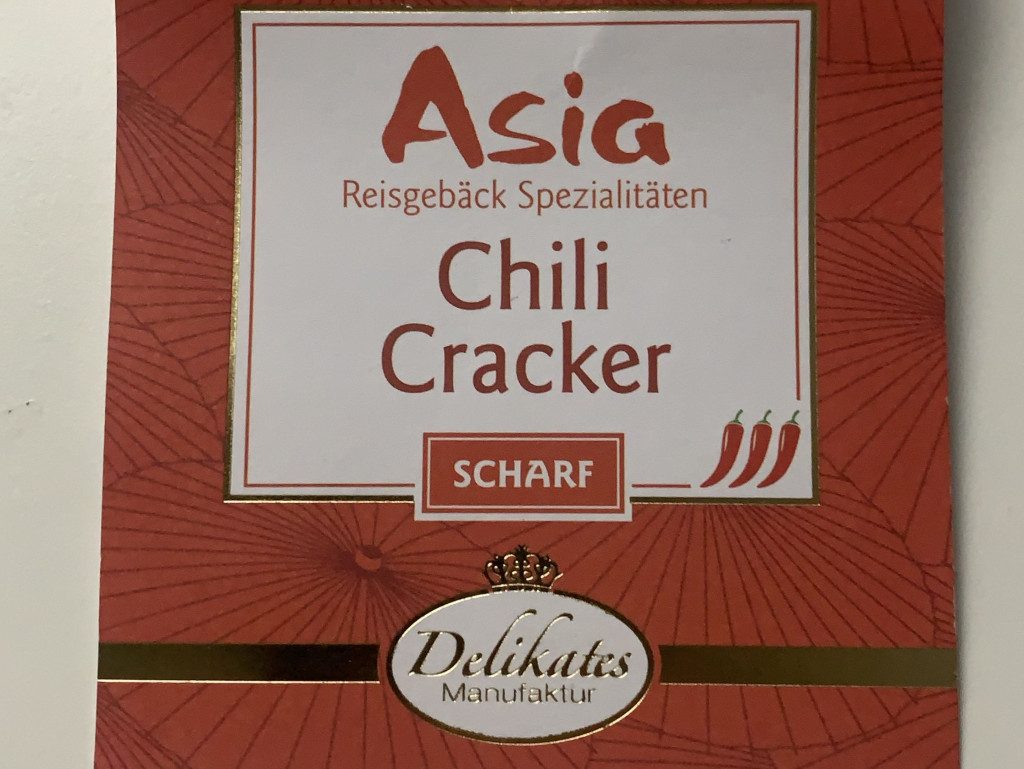 Asia
Reisgebäck Spezialitäten
Chili
Cracker
SCHARF
Delikates
Manufaktur